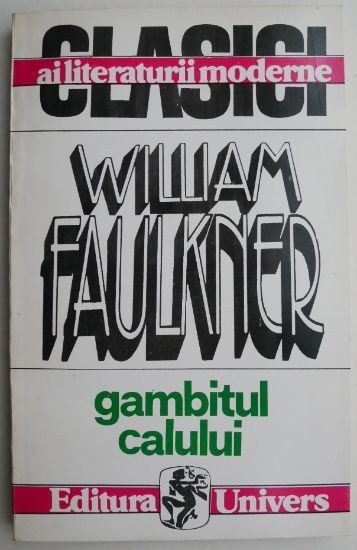 CLASICI
ai literaturii moderne
WILLIAM
FAULKNER
gambitul
calului
Editura Univers